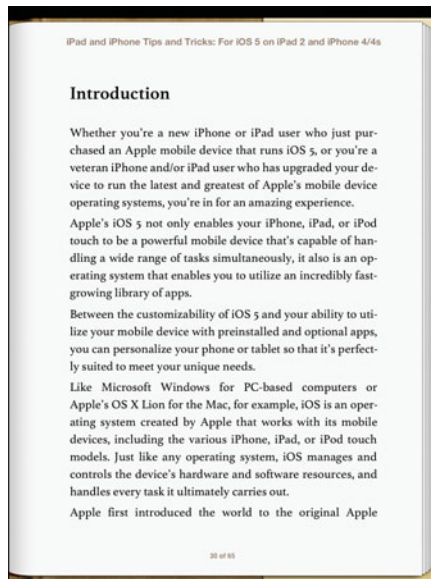 iPad and iPhone Tips and Tricks: For iOS 5 on iPad 2 and iPhone 4/4s
Introduction
Whether you're a new iPhone or iPad user who just pur-
chased an Apple mobile device that runs iOS 5, or you're a
veteran iPhone and/or iPad user who has upgraded your de-
vice to run the latest and greatest of Apple's mobile device
operating systems, you're in for an amazing experience.
Apple's iOS 5 not only enables your iPhone, iPad, or iPod
touch to be a powerful mobile device that's capable of han-
dling a wide range of tasks simultaneously, it also is an op-
erating system that enables you to utilize an incredibly fast-
growing library of apps.
Between the customizability of iOS 5 and your ability to uti-
lize your mobile device with preinstalled and optional apps,
you can personalize your phone or tablet so that it's perfect-
ly suited to meet your unique needs.
Like Microsoft Windows for PC-based computers or
Apple's OS X Lion for the Mac, for example, iOS is an oper-
ating system created by Apple that works with its mobile
devices, including the various iPhone, iPad, or iPod touch
models. Just like any operating system, iOS manages and
controls the device's hardware and software resources, and
handles every task it ultimately carries out.
Apple first introduced the world to the original Apple
30 of 65